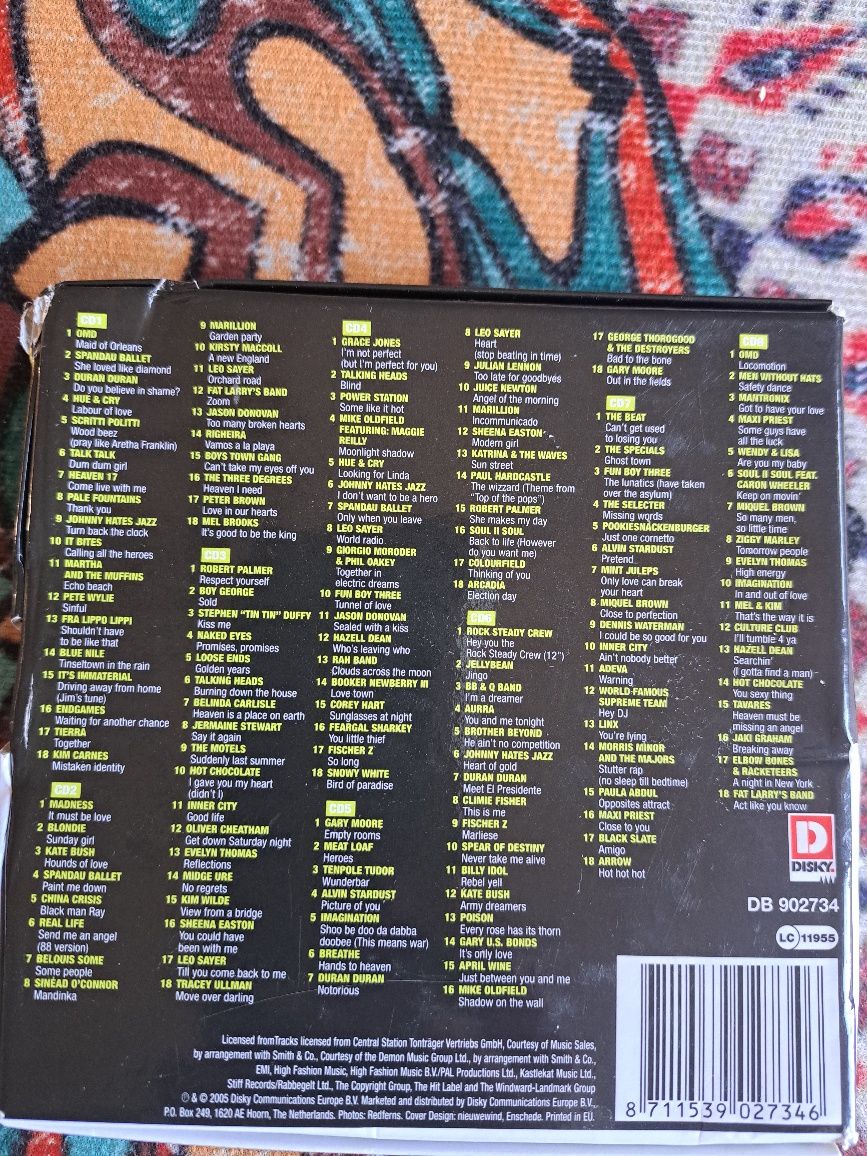 CD1
1 OMD
Maid of Orleans
2 SPANDAU BALLET
She loved like diamond
3 DURAN DURAN
Do you believe in shame?
4 HUE & CRY
Labour of love
5 SCRITTI POLITTI
Wood beez
(pray like Aretha Franklin)
6 TALK TALK
Dum dum girl
7 HEAVEN 17
Come live with me
8 PALE FOUNTAINS
Thank you
9 JOHNNY HATES JAZZ
Turn back the clock
10 IT BITES
Calling all the heroes
11 MARTHA
AND THE MUFFINS
Echo beach
12 PETE WYLIE
Sinful
13 FRA LIPPO LIPPI
Shouldn't have
to be like that
14 BLUE NILE
Tinseltown in the rain
15 IT'S IMMATERIAL
Driving away from home
(Jim's tune)
16 ENDGAMES
Waiting for another chance
17 TIERRA
Together
18 KIM CARNES
Mistaken identity
CD2
1 MADNESS
It must be love
2 BLONDIE
Sunday girl
3 KATE BUSH
Hounds of love
4 SPANDAU BALLET
Paint me down
5 CHINA CRISIS
Black man Ray
6 REAL LIFE
Send me an angel
(88 version)
7 BELOUIS SOME
Some people
8 SINÉAD O'CONNOR
Mandinka
9 MARILLION
Garden party
10 KIRSTY MACCOLL
A new England
11 LEO SAYER
Orchard road
12 FAT LARRY'S BAND
Zoom
13 JASON DONOVAN
Too many broken hearts
14 RIGHEIRA
Vamos a la playa
15 BOYS TOWN GANG
Can't take my eyes off you
16 THE THREE DEGREES
Heaven I need
17 PETER BROWN
Love in our hearts
18 MEL BROOKS
It's good to be the king
CD3
1 ROBERT PALMER
Respect yourself
2 BOY GEORGE
Sold
3 STEPHEN "TIN TIN" DUFFY
Kiss me
4 NAKED EYES
Promises, promises
5 LOOSE ENDS
Golden years
6 TALKING HEADS
Burning down the house
7 BELINDA CARLISLE
Heaven is a place on earth
8 JERMAINE STEWART
Say it again
9 THE MOTELS
Suddenly last summer
10 HOT CHOCOLATE
I gave you my heart
(didn't I)
11 INNER CITY
Good life
12 OLIVER CHEATHAM
Get down Saturday night
13 EVELYN THOMAS
Reflections
14 MIDGE URE
No regrets
15 KIM WILDE
View from a bridge
16 SHEENA EASTON
You could have
been with me
17 LEO SAYER
Till you come back to me
18 TRACEY ULLMAN
Move over darling
CD4
1 GRACE JONES
I'm not perfect
(but I'm perfect for you)
2 TALKING HEADS
Blind
3 POWER STATION
Some like it hot
4 MIKE OLDFIELD
FEATURING: MAGGIE
REILLY
Moonlight shadow
5 HUE & CRY
Looking for Linda
6 JOHNNY HATES JAZZ
I don't want to be a hero
7 SPANDAU BALLET
Only when you leave
8 LEO SAYER
World radio
9 GIORGIO MORODER
& PHIL OAKEY
Together in
electric dreams
10 FUN BOY THREE
Tunnel of love
11 JASON DONOVAN
Sealed with a kiss
12 HAZELL DEAN
Who's leaving who
13 RAH BAND
Clouds across the moon
14 BOOKER NEWBERRY III
Love town
15 COREY HART
Sunglasses at night
16 FEARGAL SHARKEY
You little thief
17 FISCHER Z
So long
18 SNOWY WHITE
Bird of paradise
CD5
1 GARY MOORE
Empty rooms
2 MEAT LOAF
Heroes
3 TENPOLE TUDOR
Wunderbar
4 ALVIN STARDUST
Picture of you
5 IMAGINATION
Shoo be doo da dabba
doobee (This means war)
6 BREATHE
Hands to heaven
7 DURAN DURAN
Notorious
8 LEO SAYER
Heart
(stop beating in time)
9 JULIAN LENNON
Too late for goodbyes
10 JUICE NEWTON
Angel of the morning
11 MARILLION
Incommunicado
12 SHEENA EASTON
Modern girl
13 KATRINA & THE WAVES
Sun street
14 PAUL HARDCASTLE
The wizzard (Theme from
"Top of the pops")
15 ROBERT PALMER
She makes my day
16 SOUL II SOUL
Back to life (However
do you want me)
17 COLOURFIELD
Thinking of you
18 ARCADIA
Election day
CD6
1 ROCK STEADY CREW
Hey you the
Rock Steady Crew (12")
2 JELLYBEAN
Jingo
3 BB & Q BAND
I'm a dreamer
4 AURRA
You and me tonight
5 BROTHER BEYOND
He ain't no competition
6 JOHNNY HATES JAZZ
Heart of gold
7 DURAN DURAN
Meet El Presidente
8 CLIMIE FISHER
This is me
9 FISCHER Z
Marliese
10 SPEAR OF DESTINY
Never take me alive
11 BILLY IDOL
Rebel yell
12 KATE BUSH
Army dreamers
13 POISON
Every rose has its thorn
14 GARY U.S. BONDS
It's only love
15 APRIL WINE
Just between you and me
16 MIKE OLDFIELD
Shadow on the wall
17 GEORGE THOROGOOD
& THE DESTROYERS
Bad to the bone
18 GARY MOORE
Out in the fields
CD7
1 THE BEAT
Can't get used
to losing you
2 THE SPECIALS
Ghost town
3 FUN BOY THREE
The lunatics (have taken
over the asylum)
4 THE SELECTER
Missing words
5 POOKIESNACKENBURGER
Just one cornetto
6 ALVIN STARDUST
Pretend
7 MINT JULEPS
Only love can break
your heart
8 MIQUEL BROWN
Close to perfection
9 DENNIS WATERMAN
I could be so good for you
10 INNER CITY
Ain't nobody better
11 ADEVA
Warning
12 WORLD-FAMOUS
SUPREME TEAM
Hey DJ
13 LINX
You're lying
14 MORRIS MINOR
AND THE MAJORS
Stutter rap
(no sleep till bedtime)
15 PAULA ABDUL
Opposites attract
16 MAXI PRIEST
Close to you
17 BLACK SLATE
Amigo
18 ARROW
Hot hot hot
CD8
1 OMD
Locomotion
2 MEN WITHOUT HATS
Safety dance
3 MANTRONIX
Got to have your love
4 MAXI PRIEST
Some guys have
all the luck
5 WENDY & LISA
Are you my baby
6 SOUL II SOUL FEAT.
CARON WHEELER
Keep on movin'
7 MIQUEL BROWN
So many men,
so little time
8 ZIGGY MARLEY
Tomorrow people
9 EVELYN THOMAS
High energy
10 IMAGINATION
In and out of love
11 MEL & KIM
That's the way it is
12 CULTURE CLUB
I'll tumble 4 ya
13 HAZELL DEAN
Searchin'
(I gotta find a man)
14 HOT CHOCOLATE
You sexy thing
15 TAVARES
Heaven must be
missing an angel
16 JAKI GRAHAM
Breaking away
17 ELBOW BONES
& RACKETEERS
A night in New York
18 FAT LARRY'S BAND
Act like you know
D
DISKY.
DB 902734
LC 11955
Licensed fromTracks licensed from Central Station Tonträger Vertriebs GmbH, Courtesy of Music Sales,
by arrangement with Smith & Co., Courtesy of the Demon Music Group Ltd., by arrangement with Smith & Co.,
EMI, High Fashion Music, High Fashion Music B.V./PAL Productions Ltd., Kastlekat Music Ltd.,
Stiff Records/Rabbegelt Ltd., The Copyright Group, The Hit Label and The Windward-Landmark Group
℗ & © 2005 Disky Communications Europe B.V. Marketed and distributed by Disky Communications Europe B.V.,
P.O. Box 249, 1620 AE Hoorn, The Netherlands. Photos: Redferns. Cover Design: nieuwewind, Enschede. Printed in EU.
8 711539 027346